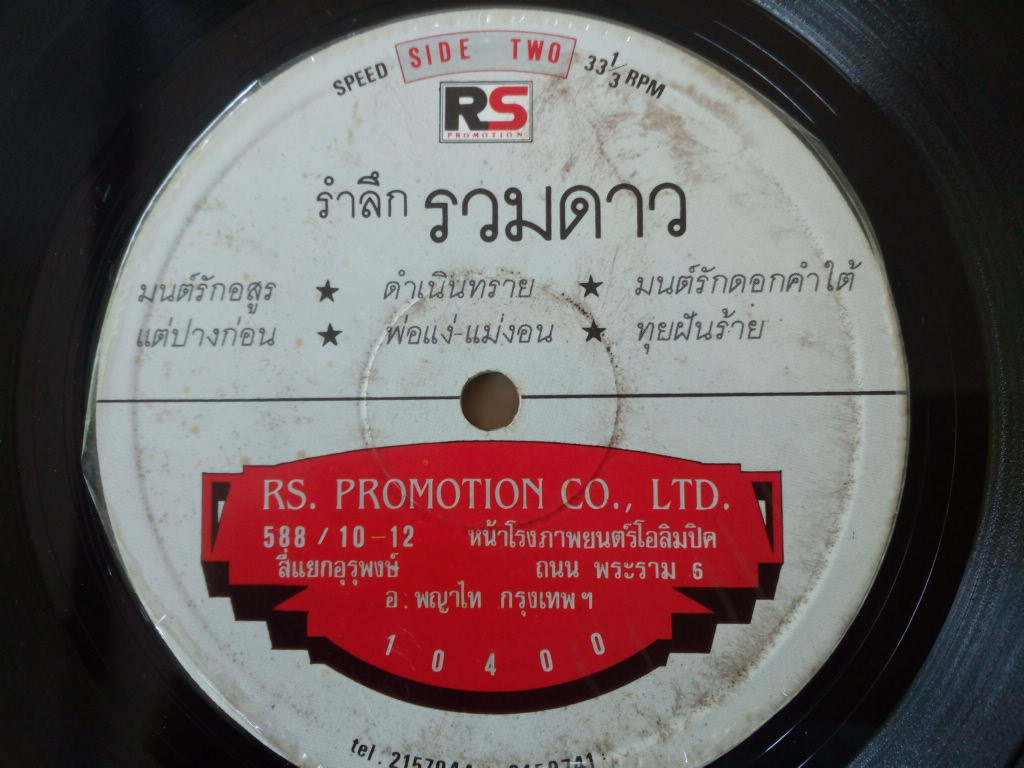 SIDE TWO
SPEED 33 1/3 RPM
RS
PROMOTION
รำลึก รวมดาว
มนต์รักอสูร ★ ดำเนินทราย ★ มนต์รักดอกคำใต้
แต่ปางก่อน ★ พ่อแง่-แม่งอน ★ ทุยฝันร้าย
RS. PROMOTION CO., LTD.
588 / 10-12 หน้าโรงภาพยนตร์โอลิมปิค
สี่แยกอุรุพงษ์ ถนน พระราม 6
อ. พญาไท กรุงเทพฯ
10400
tel.